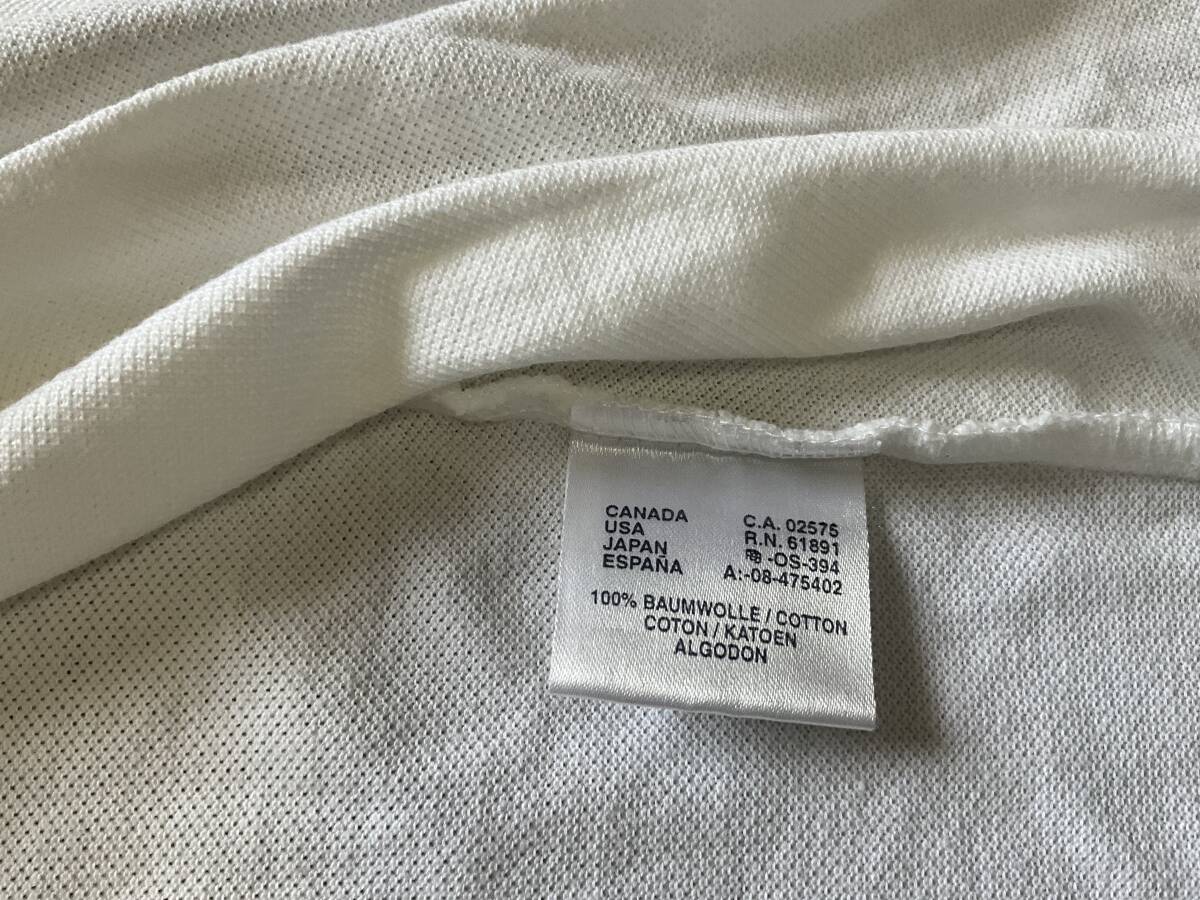 CANADA C.A. 02575
USA R.N. 61891
JAPAN -OS-394
ESPAÑA A:-08-475402
100% BAUMWOLLE / COTTON
COTON / KATOEN
ALGODON